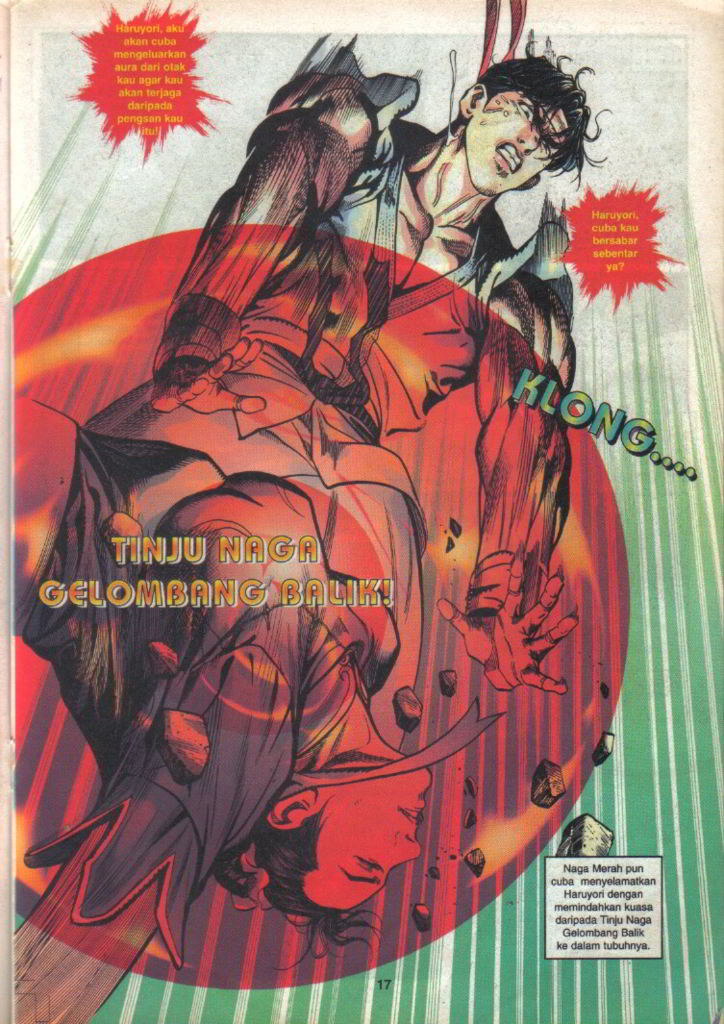 Haruyori, aku
akan cuba
mengeluarkan
aura dari otak
kau agar kau
akan terjaga
daripada
pengsan kau
itu!
Haruyori,
cuba kau
bersabar
sebentar
ya?
KLONG....
TINJU NAGA
GELOMBANG BALIK!
Naga Merah pun
cuba menyelamatkan
Haruyori dengan
memindahkan kuasa
daripada Tinju Naga
Gelombang Balik
ke dalam tubuhnya.
17